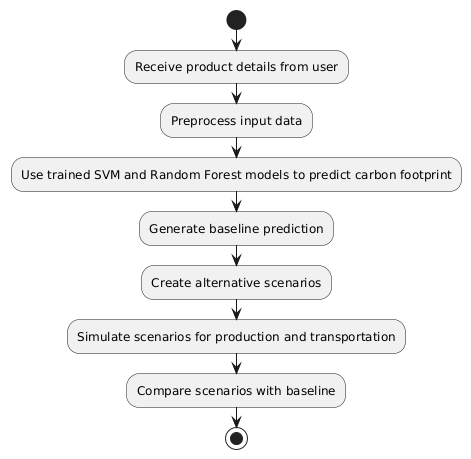 Receive product details from user
Preprocess input data
Use trained SVM and Random Forest models to predict carbon footprint
Generate baseline prediction
Create alternative scenarios
Simulate scenarios for production and transportation
Compare scenarios with baseline